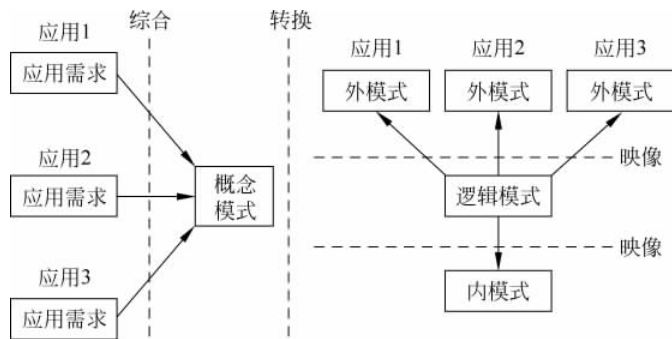 综合
转换
应用1
应用需求
应用2
应用需求
应用3
应用需求
概念
模式
应用1
应用2
应用3
外模式
外模式
外模式
映像
逻辑模式
映像
内模式